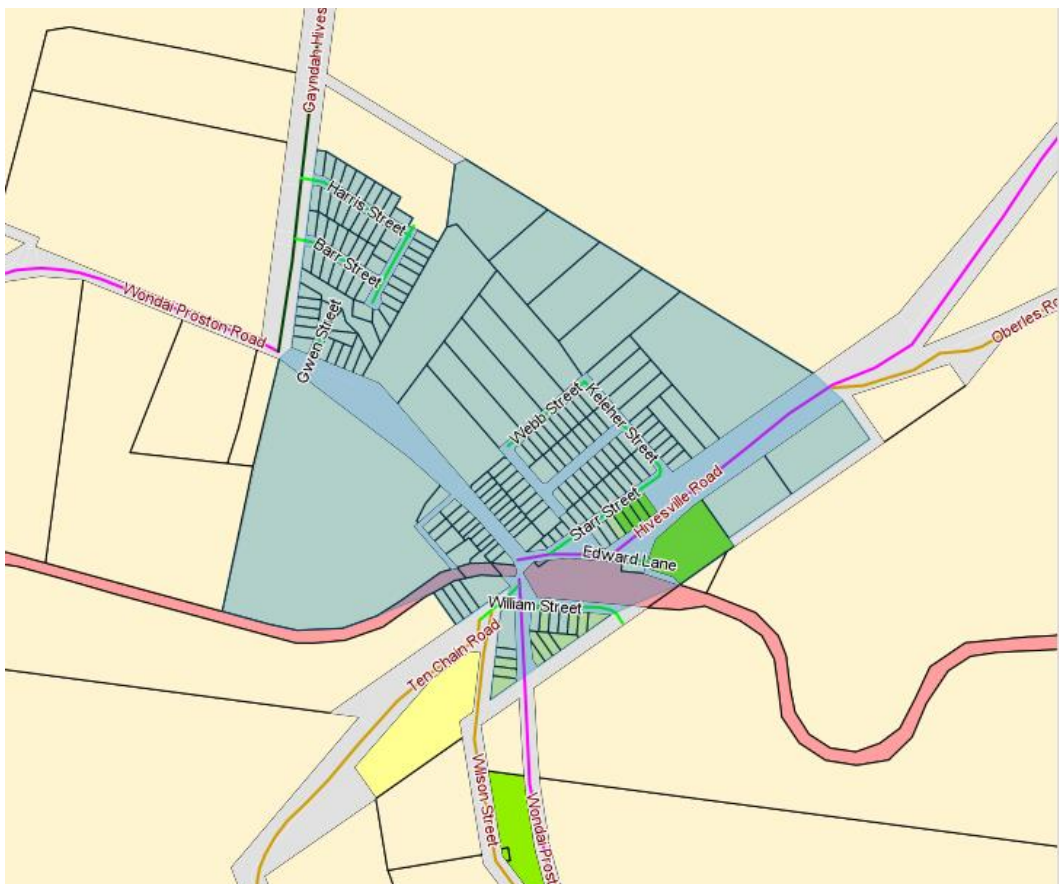 Gayndah-Hives
Harris Street
Barr Street
Wondai-Proston Road
Gwen Street
Oberles Ro
Webb Street
Keleher Street
Starr Street
Hivesville Road
Edward Lane
William Street
Ten Chain Road
Wilson-Street
Wondai-Prost